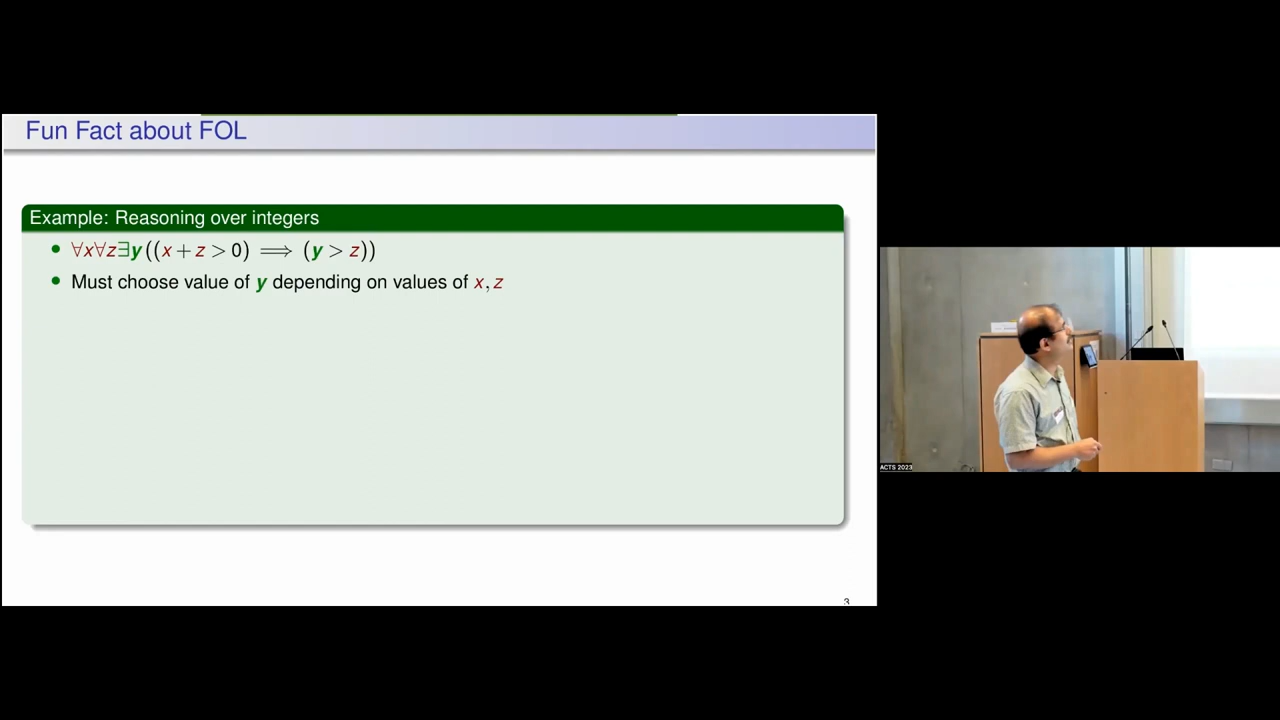 Fun Fact about FOL
Example: Reasoning over integers
• ∀x∀z∃y((x + z > 0) ⟹ (y > z))
• Must choose value of y depending on values of x, z
3
ACTS 2023